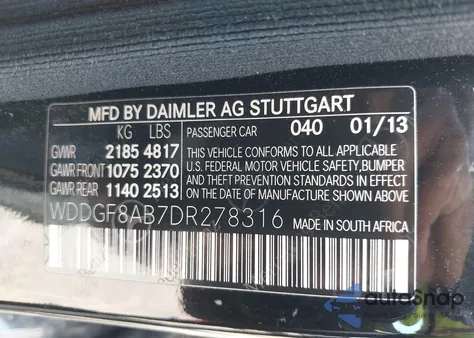 MFD BY DAIMLER AG STUTTGART
KG LBS
PASSENGER CAR 040 01/13
GVWR 2185 4817
GAWR FRONT 1075 2370
GAWR REAR 1140 2513
THIS VEHICLE CONFORMS TO ALL APPLICABLE
U.S. FEDERAL MOTOR VEHICLE SAFETY, BUMPER
AND THEFT PREVENTION STANDARDS IN EFFECT
ON THE DATE OF MANUFACTURE SHOWN ABOVE.
WDDGF8AB7DR278316
MADE IN SOUTH AFRICA
autoSnap